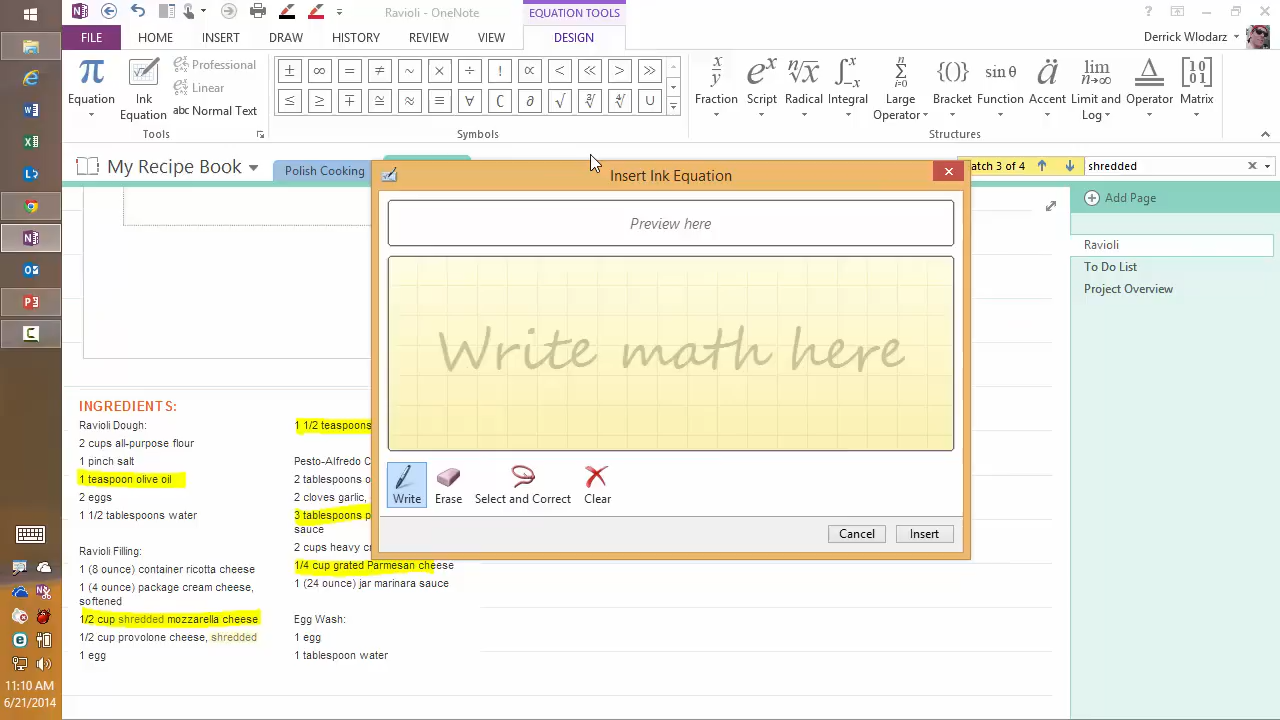 Ravioli - OneNote
EQUATION TOOLS
FILE HOME INSERT DRAW HISTORY REVIEW VIEW DESIGN
Derrick Wlodarz
π
Equation
Ink Equation
Professional
Linear
abc Normal Text
Tools
± ∞ = ≠ ~ × ÷ ! ∝ < ≪ > ≫
≤ ≥ ∓ ≅ ≈ ≡ ∀ ∁ ∂ √ ∛ ∜ ∪
Symbols
Fraction
Script
Radical
Integral
Large Operator
Bracket
Function
Accent
Limit and Log
Operator
Matrix
Structures
My Recipe Book
Polish Cooking
atch 3 of 4
shredded
Add Page
Ravioli
To Do List
Project Overview
Insert Ink Equation
Preview here
Write math here
Write
Erase
Select and Correct
Clear
Cancel
Insert
INGREDIENTS:
Ravioli Dough:
2 cups all-purpose flour
1 pinch salt
1 teaspoon olive oil
2 eggs
1 1/2 tablespoons water
Ravioli Filling:
1 (8 ounce) container ricotta cheese
1 (4 ounce) package cream cheese,
softened
1/2 cup shredded mozzarella cheese
1/2 cup provolone cheese, shredded
1 egg
1 1/2 teaspoons
Pesto-Alfredo C
2 tablespoons o
2 cloves garlic,
3 tablespoons p
sauce
2 cups heavy cr
1/4 cup grated Parmesan cheese
1 (24 ounce) jar marinara sauce
Egg Wash:
1 egg
1 tablespoon water
11:10 AM
6/21/2014